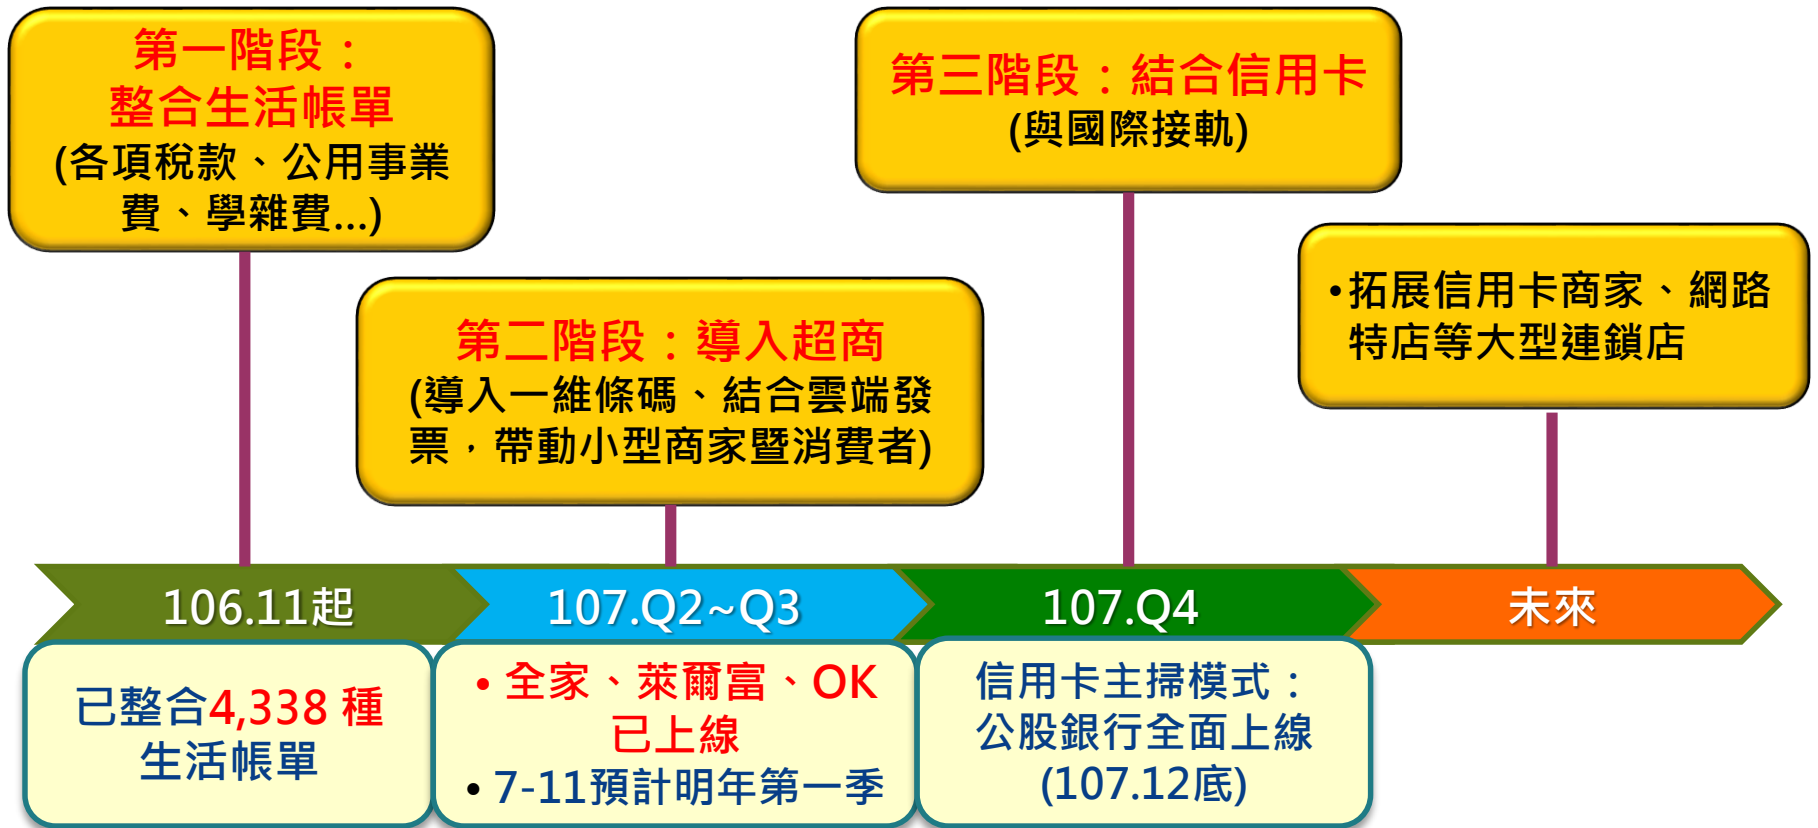 第一階段：
整合生活帳單
(各項稅款、公用事業
費、學雜費...)
第二階段：導入超商
(導入一維條碼、結合雲端發
票，帶動小型商家暨消費者)
第三階段：結合信用卡
(與國際接軌)
•拓展信用卡商家、網路
特店等大型連鎖店
106.11起
107.Q2~Q3
107.Q4
未來
已整合4,338 種
生活帳單
• 全家、萊爾富、OK
已上線
• 7-11預計明年第一季
信用卡主掃模式：
公股銀行全面上線
(107.12底)